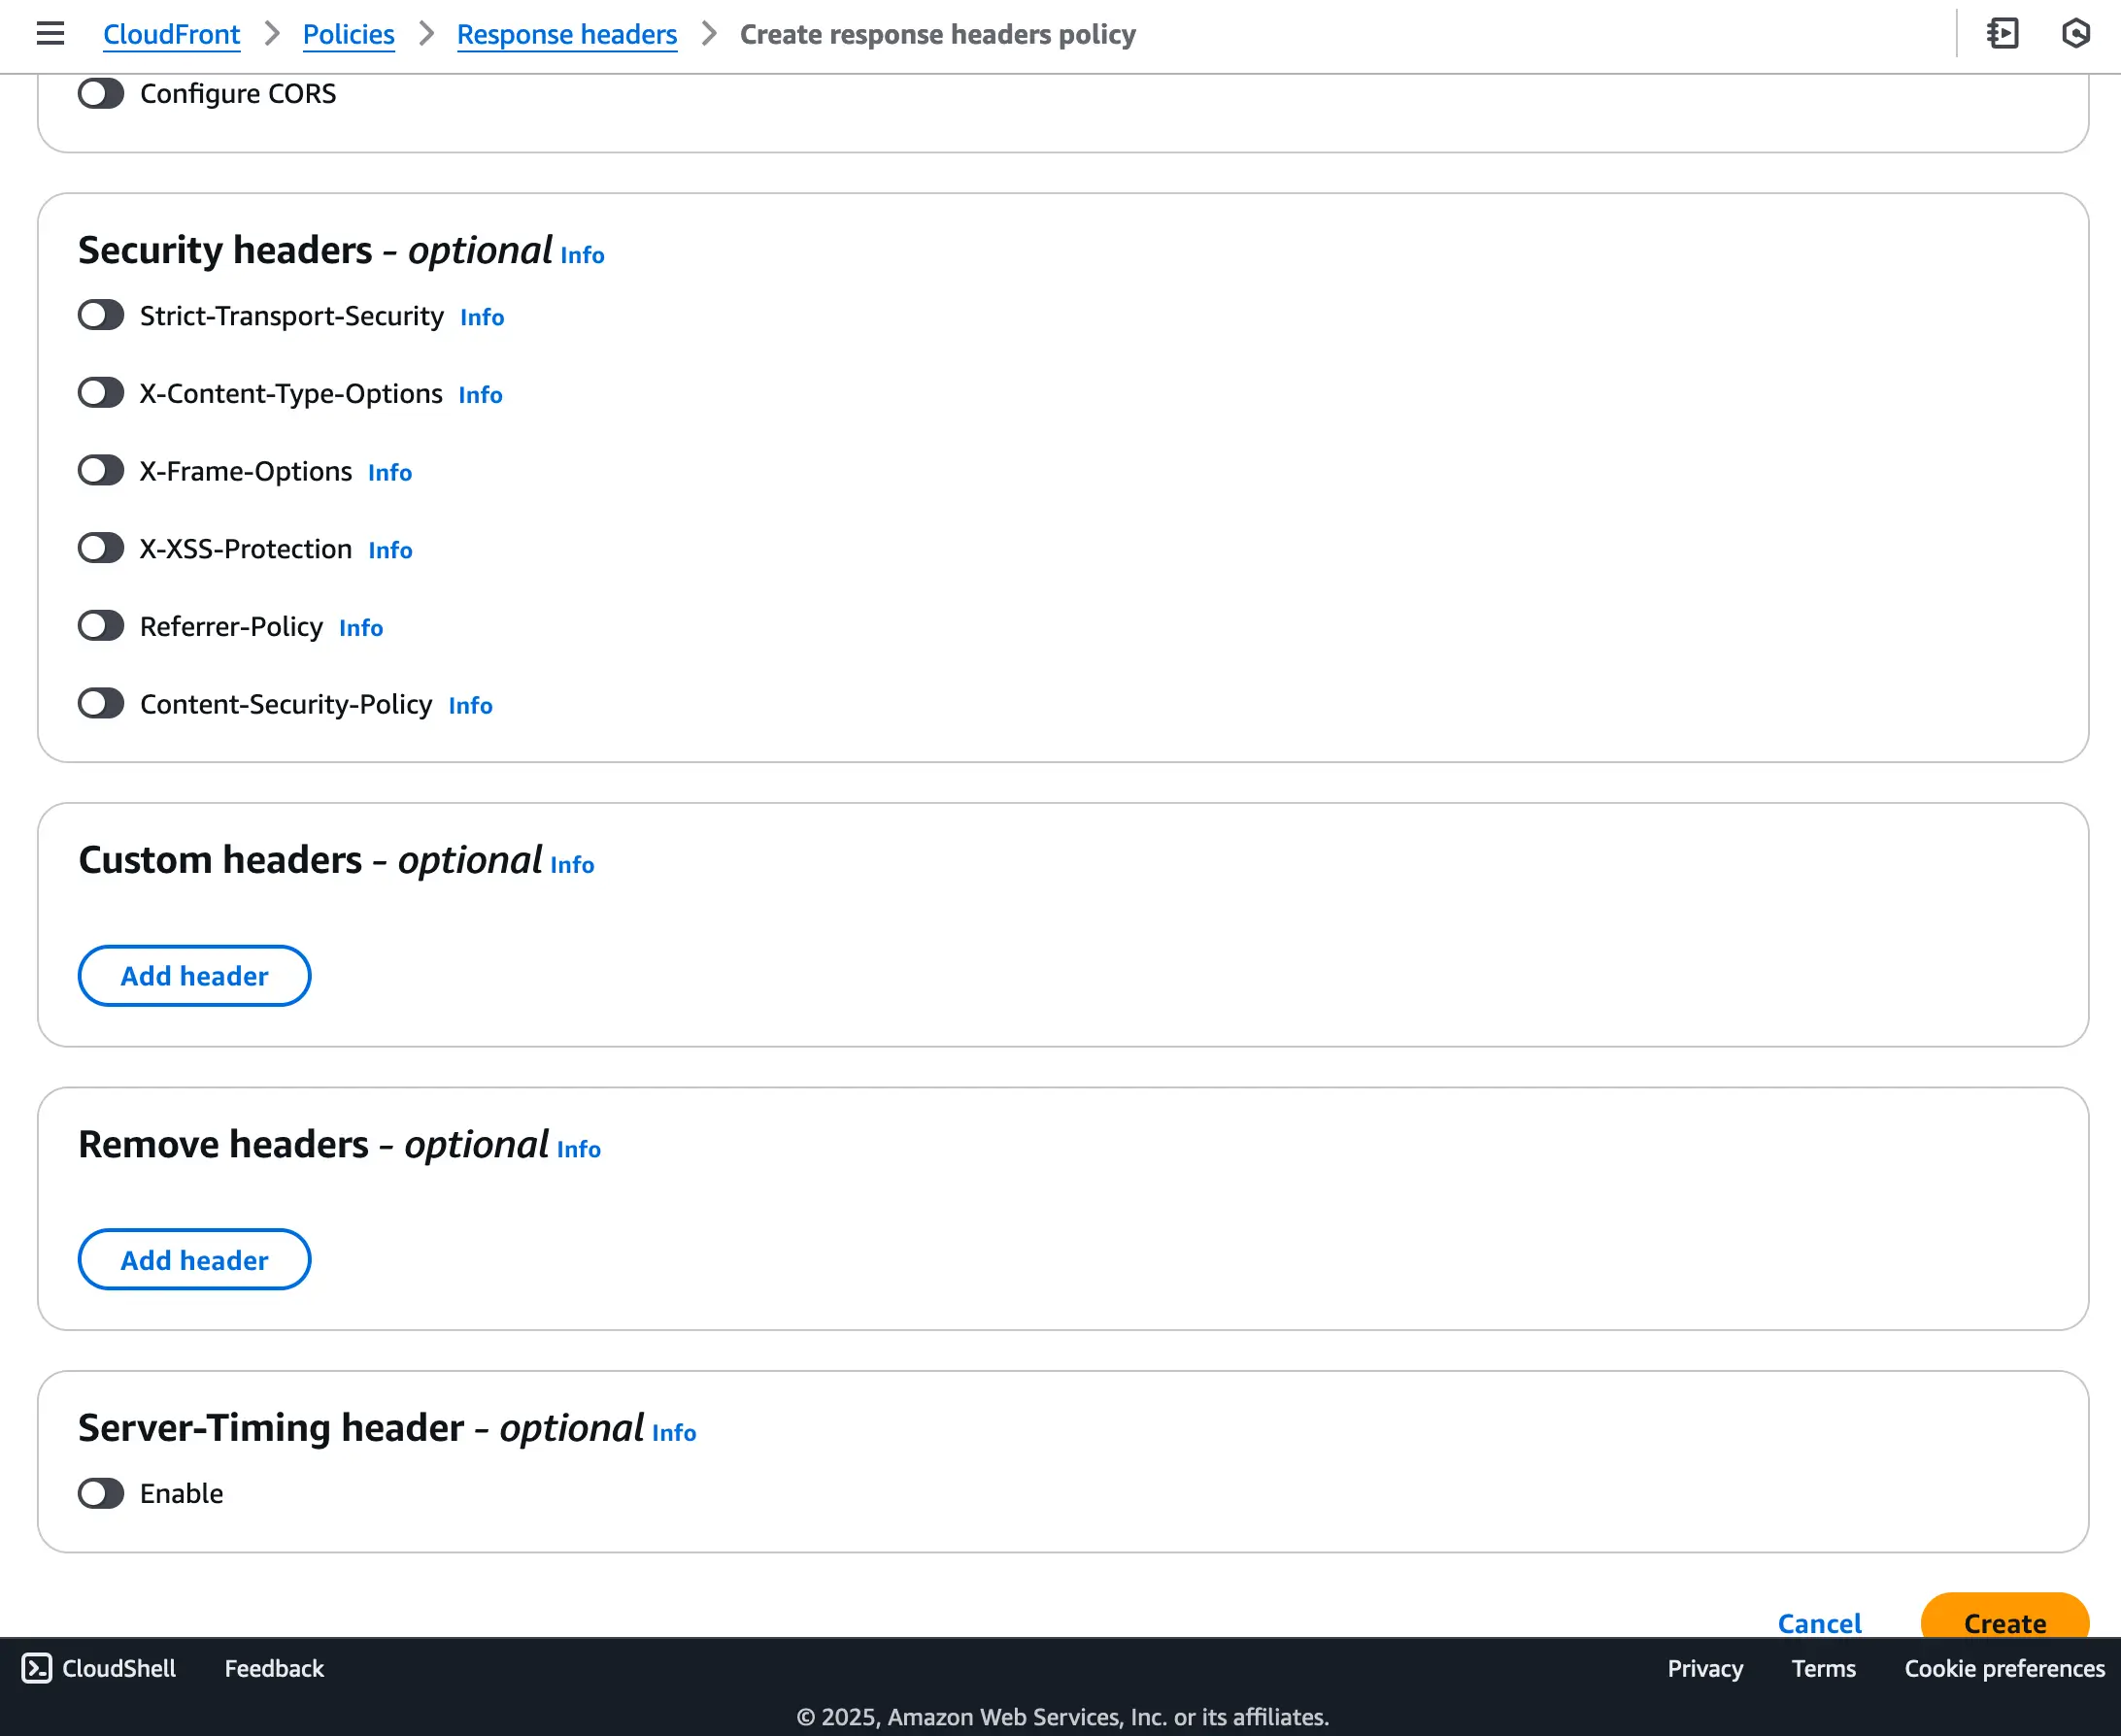 CloudFront > Policies > Response headers > Create response headers policy
Configure CORS
Security headers - optional Info
Strict-Transport-Security Info
X-Content-Type-Options Info
X-Frame-Options Info
X-XSS-Protection Info
Referrer-Policy Info
Content-Security-Policy Info
Custom headers - optional Info
Add header
Remove headers - optional Info
Add header
Server-Timing header - optional Info
Enable
Cancel Create
CloudShell Feedback Privacy Terms Cookie preferences
© 2025, Amazon Web Services, Inc. or its affiliates.